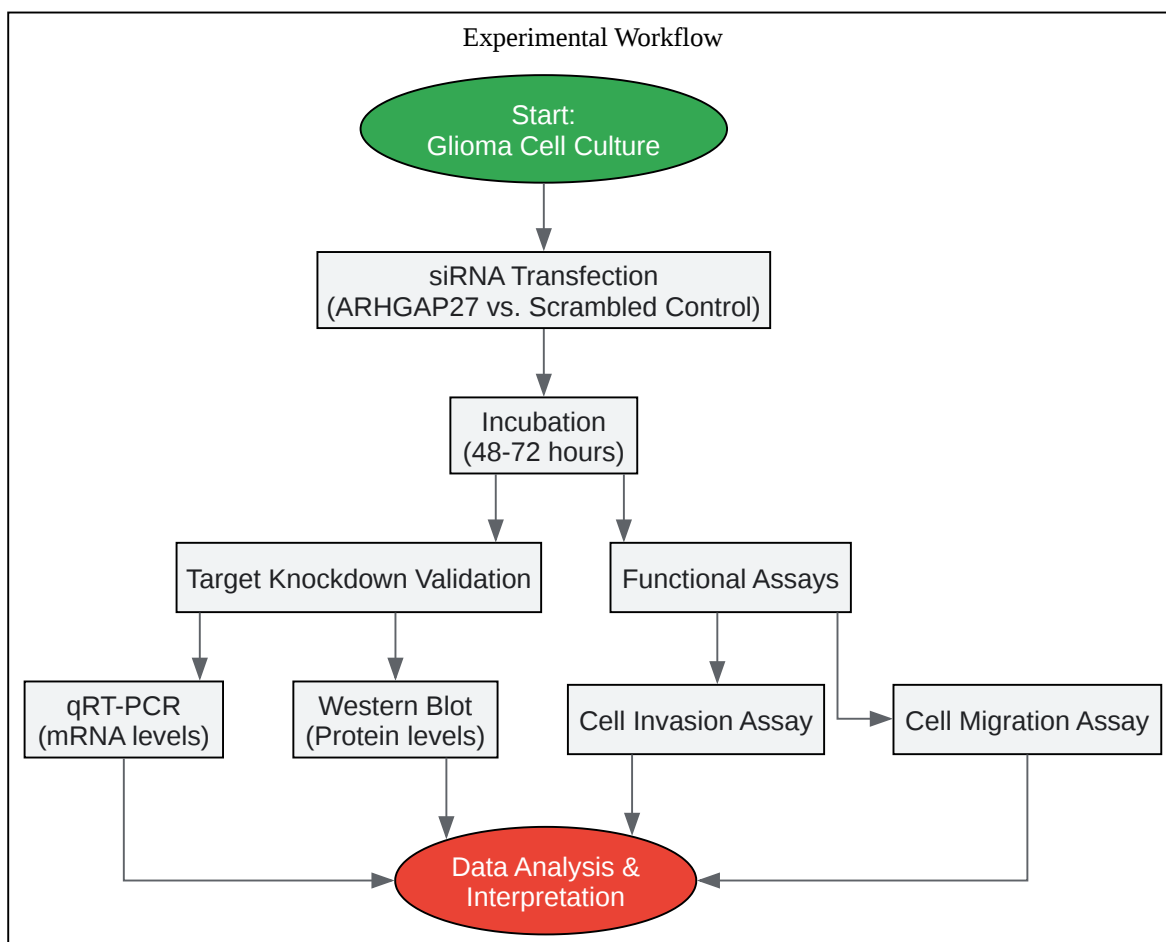 Experimental Workflow
Start:
Glioma Cell Culture
siRNA Transfection
(ARHGAP27 vs. Scrambled Control)
Incubation
(48-72 hours)
Target Knockdown Validation
Functional Assays
qRT-PCR
(mRNA levels)
Western Blot
(Protein levels)
Cell Invasion Assay
Cell Migration Assay
Data Analysis &
Interpretation